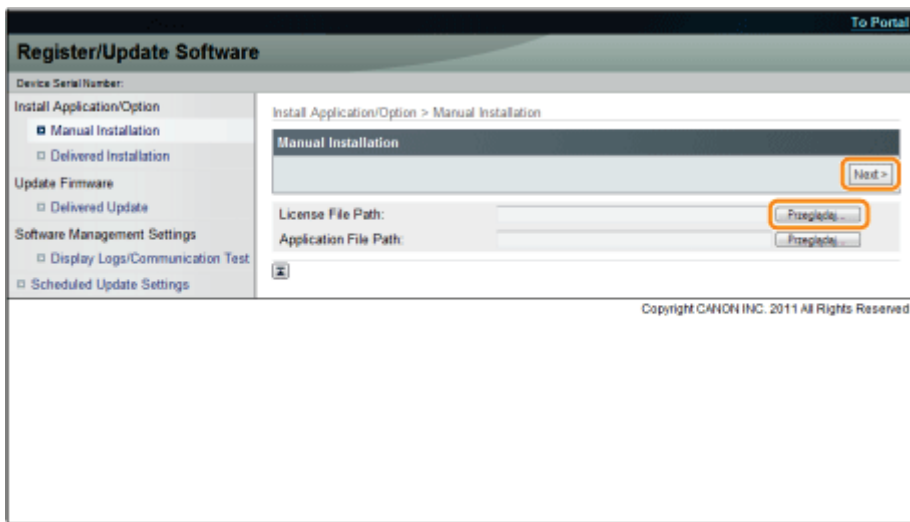 To Portal
Register/Update Software
Device Serial Number:
Install Application/Option
Manual Installation
Delivered Installation
Update Firmware
Delivered Update
Software Management Settings
Display Logs/Communication Test
Scheduled Update Settings
Install Application/Option > Manual Installation
Manual Installation
Next >
License File Path: Przeglądaj...
Application File Path: Przeglądaj...
Copyright CANON INC. 2011 All Rights Reserved